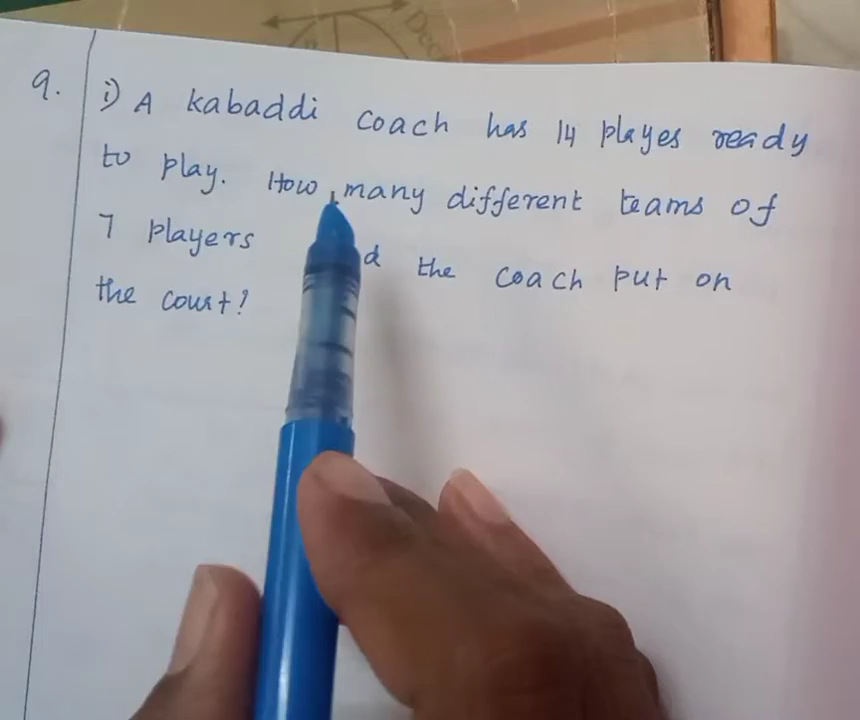 9. i) A kabaddi coach has 14 playes ready
to play. How many different teams of
7 players d the coach put on
the court?